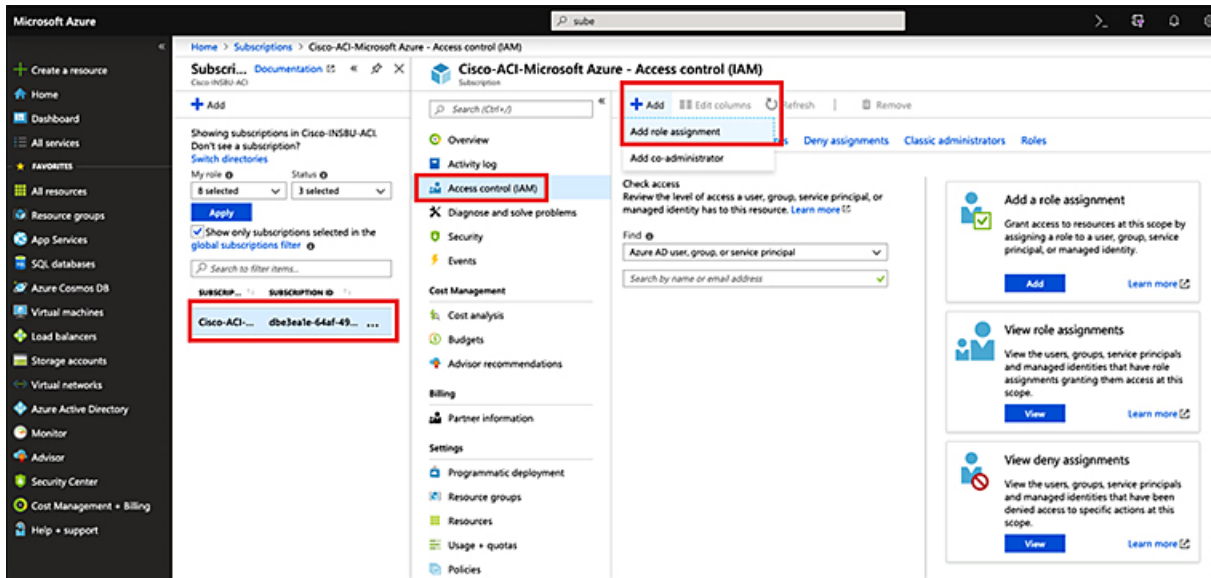 Microsoft Azure
sube
Create a resource
Home
Dashboard
All services
FAVORITES
All resources
Resource groups
App Services
SQL databases
Azure Cosmos DB
Virtual machines
Load balancers
Storage accounts
Virtual networks
Azure Active Directory
Monitor
Advisor
Security Center
Cost Management + Billing
Help + support
Home > Subscriptions > Cisco-ACI-Microsoft Azure - Access control (IAM)
Subscri... Documentation
Cisco-INSBU-ACI
Add
Showing subscriptions in Cisco-INSBU-ACI.
Don't see a subscription?
Switch directories
My role Status
8 selected 3 selected
Apply
Show only subscriptions selected in the
global subscriptions filter
Search to filter items...
SUBSCRIP... SUBSCRIPTION ID
Cisco-ACI-... dbe3ea1e-64af-49... ...
Cisco-ACI-Microsoft Azure - Access control (IAM)
Subscription
Search (Ctrl+/)
Overview
Activity log
Access control (IAM)
Diagnose and solve problems
Security
Events
Cost Management
Cost analysis
Budgets
Advisor recommendations
Billing
Partner information
Settings
Programmatic deployment
Resource groups
Resources
Usage + quotas
Policies
Add Edit columns Refresh Remove
Add role assignment
Add co-administrator
Deny assignments Classic administrators Roles
Check access
Review the level of access a user, group, service principal, or
managed identity has to this resource. Learn more
Find
Azure AD user, group, or service principal
Search by name or email address
Add a role assignment
Grant access to resources at this scope by
assigning a role to a user, group, service
principal, or managed identity.
Add Learn more
View role assignments
View the users, groups, service principals
and managed identities that have role
assignments granting them access at this
scope.
View Learn more
View deny assignments
View the users, groups, service principals
and managed identities that have been
denied access to specific actions at this
scope.
View Learn more